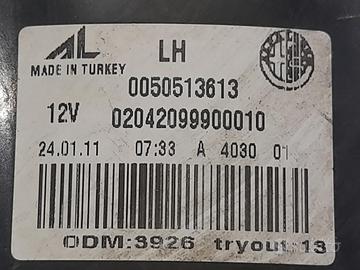 AL LH
MADE IN TURKEY
0050513613
12V 02042099900010
24.01.11 07:33 A 4030 01
ODM:3926 tryout:13